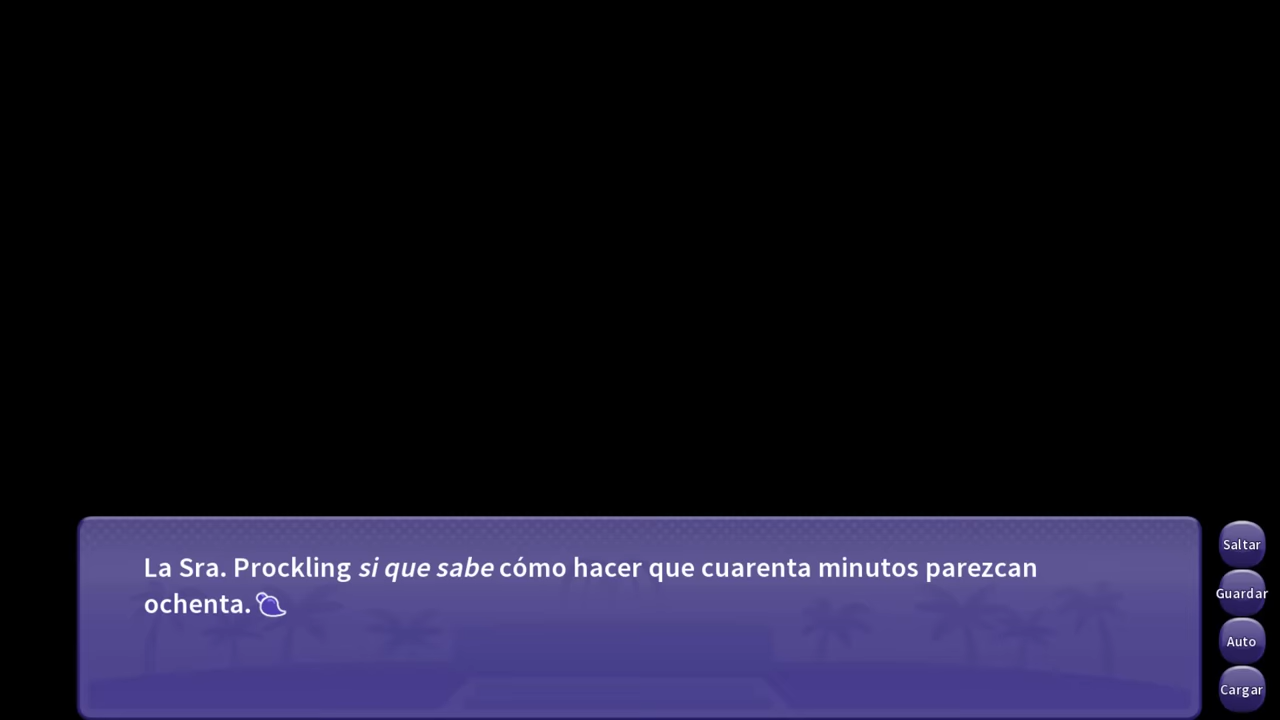 La Sra. Prockling si que sabe cómo hacer que cuarenta minutos parezcan
ochenta.
Saltar
Guardar
Auto
Cargar